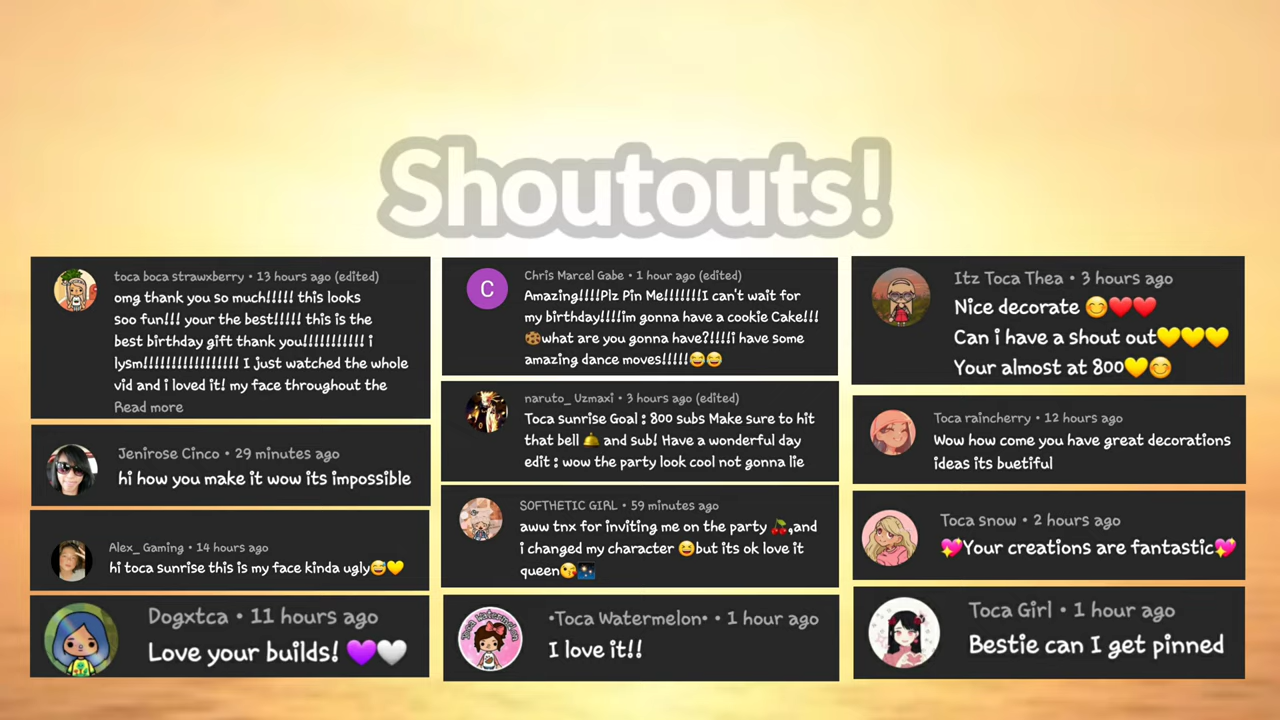 Shoutouts!
toca boca strawxberry • 13 hours ago (edited)
omg thank you so much!!!!! this looks
soo fun!!! your the best!!!!! this is the
best birthday gift thank you!!!!!!!!!!! i
lysm!!!!!!!!!!!!!!!!! I just watched the whole
vid and i loved it! my face throughout the
Read more
Jenirose Cinco • 29 minutes ago
hi how you make it wow its impossible
Alex_ Gaming • 14 hours ago
hi toca sunrise this is my face kinda ugly😅💛
Dogxtca • 11 hours ago
Love your builds! 💜🤍
C
Chris Marcel Gabe • 1 hour ago (edited)
Amazing!!!!Plz Pin Me!!!!!!!I can't wait for
my birthday!!!!im gonna have a cookie Cake!!!
🍪what are you gonna have?!!!!i have some
amazing dance moves!!!!!😂😂
naruto_ Uzmaxi • 3 hours ago (edited)
Toca sunrise Goal : 800 subs Make sure to hit
that bell 🛎️ and sub! Have a wonderful day
edit : wow the party look cool not gonna lie
SOFTHETIC GIRL • 59 minutes ago
aww tnx for inviting me on the party 🍒,and
i changed my character 😆but its ok love it
queen😘🌌
Toca Watermelon
•Toca Watermelon• • 1 hour ago
I love it!!
Itz Toca Thea • 3 hours ago
Nice decorate 😊❤️❤️
Can i have a shout out💛💛💛
Your almost at 800💛😊
Toca raincherry • 12 hours ago
Wow how come you have great decorations
ideas its buetiful
Toca snow • 2 hours ago
💖Your creations are fantastic💖
Toca Girl • 1 hour ago
Bestie can I get pinned